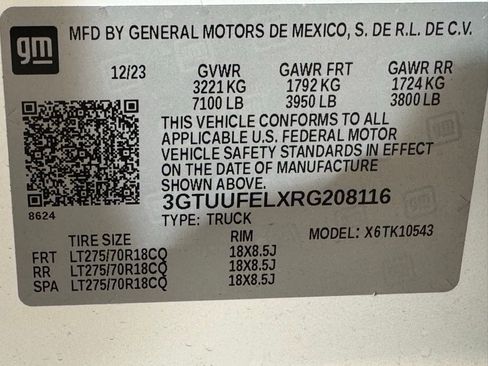 gm
MFD BY GENERAL MOTORS DE MEXICO, S. DE R.L. DE C.V.
12/23 GVWR GAWR FRT GAWR RR
3221 KG 1792 KG 1724 KG
7100 LB 3950 LB 3800 LB
THIS VEHICLE CONFORMS TO ALL
APPLICABLE U.S. FEDERAL MOTOR
VEHICLE SAFETY STANDARDS IN EFFECT
ON THE DATE OF MANUFACTURE
SHOWN ABOVE.
8624
3GTUUFELXRG208116
TYPE: TRUCK
TIRE SIZE RIM MODEL: X6TK10543
FRT LT275/70R18CQ 18X8.5J
RR LT275/70R18CQ 18X8.5J
SPA LT275/70R18CQ 18X8.5J